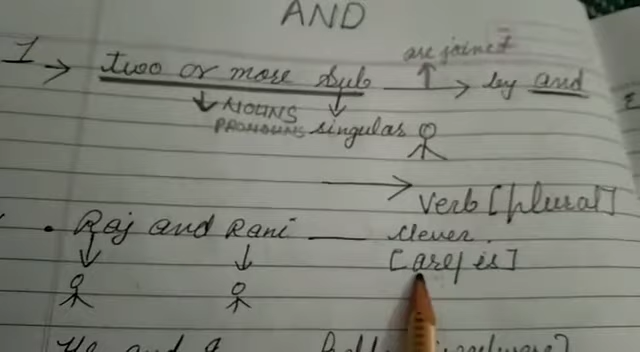 AND
1 → two or more sub are joined → by and
NOUNS
PRONOUNS singular
→ verb [plural]
. Raj and Rani ___ clever.
[are/is]